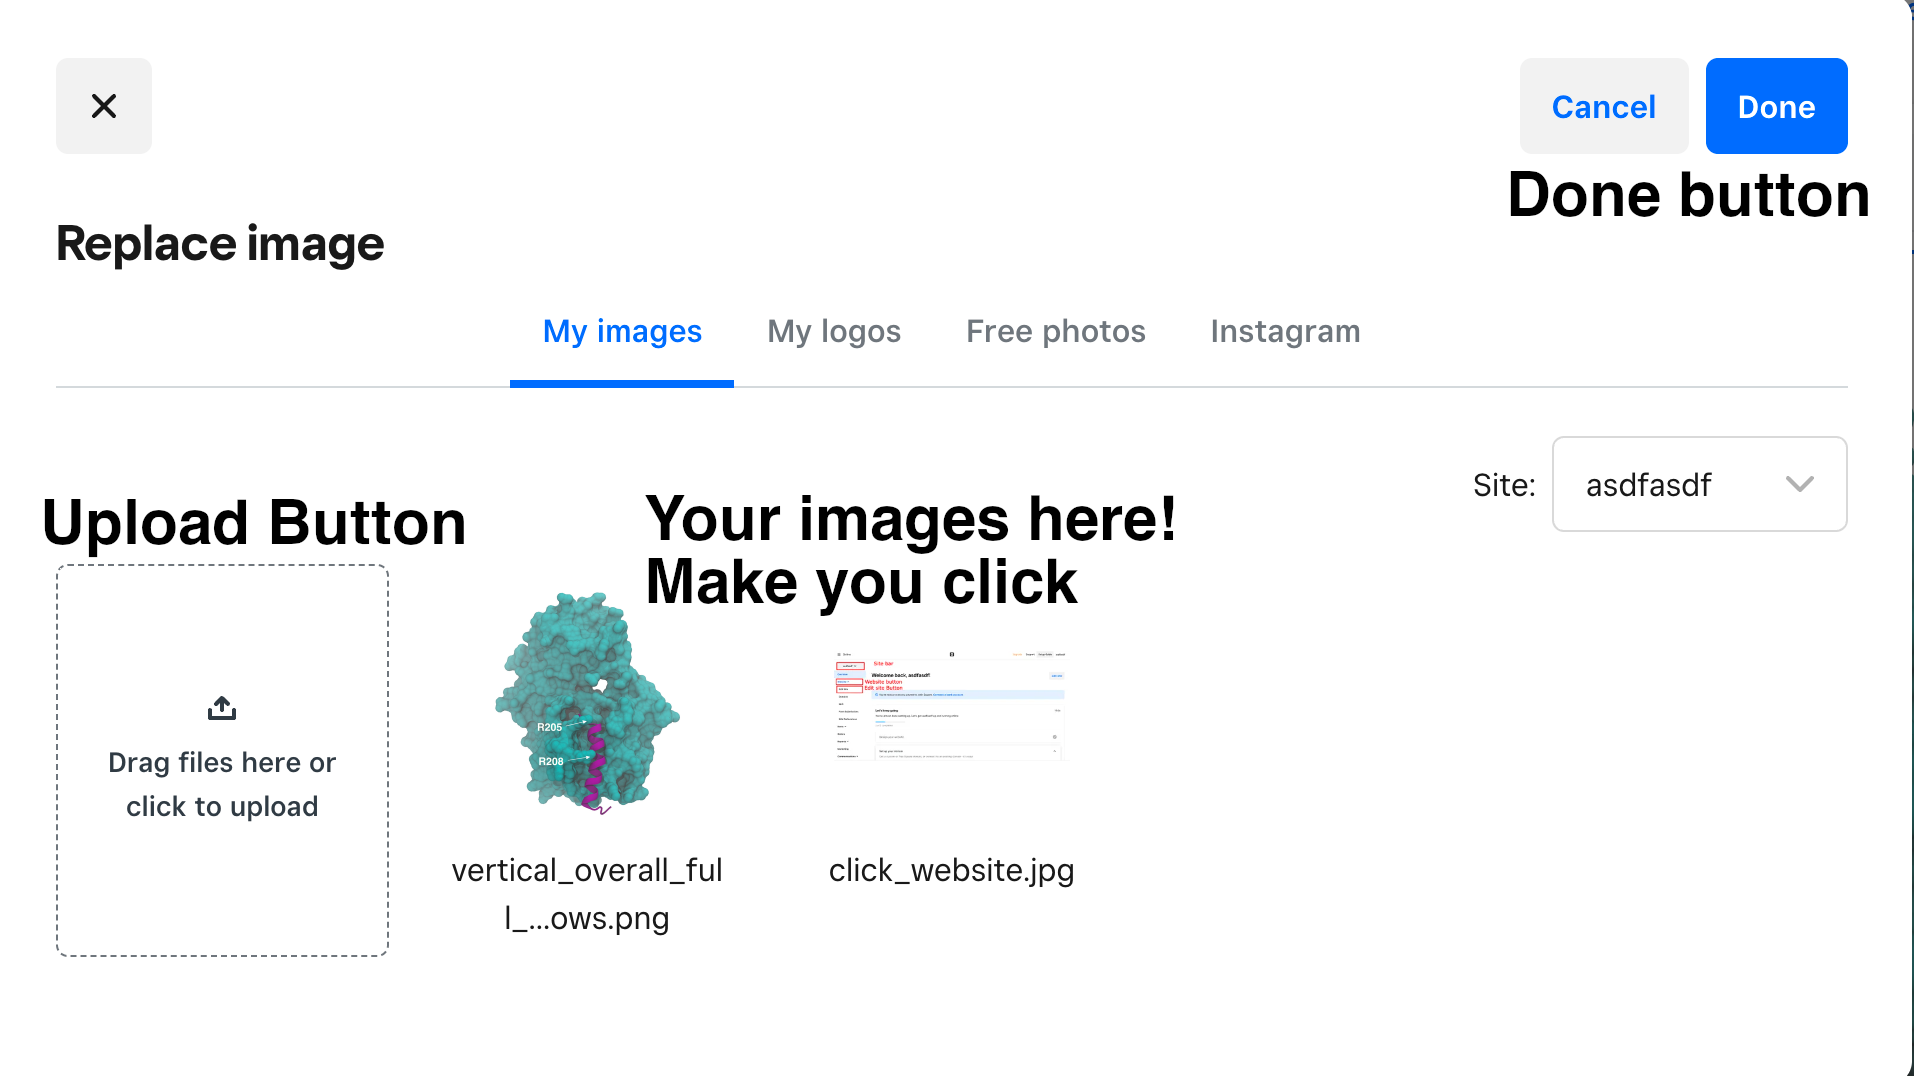 Cancel
Done
Done button
Replace image
My images
My logos
Free photos
Instagram
Site:
asdfasdf
Upload Button
Your images here!
Make you click
Drag files here or
click to upload
R205
R208
Site bar
Welcome back, asdfasdf!
Website button
Edit site Button
vertical_overall_ful
l_...ows.png
click_website.jpg